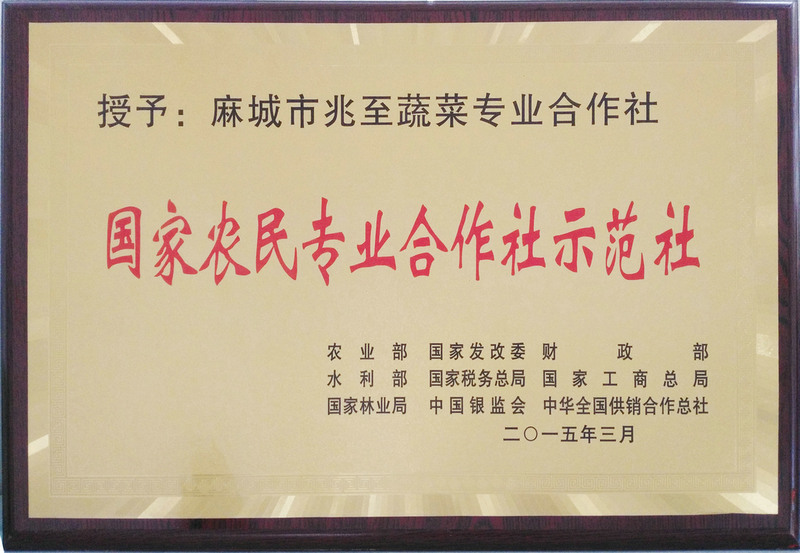 授予：麻城市兆至蔬菜专业合作社
国家农民专业合作社示范社
农业部 国家发改委 财政部
水利部 国家税务总局 国家工商总局
国家林业局 中国银监会 中华全国供销合作总社
二〇一五年三月